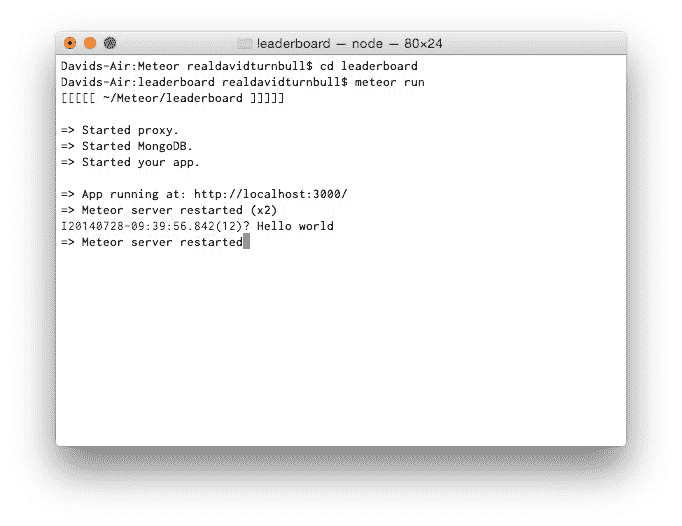 leaderboard — node — 80×24
Davids-Air:Meteor realdavidturnbull$ cd leaderboard
Davids-Air:leaderboard realdavidturnbull$ meteor run
[[[[[ ~/Meteor/leaderboard ]]]]]
=> Started proxy.
=> Started MongoDB.
=> Started your app.
=> App running at: http://localhost:3000/
=> Meteor server restarted (x2)
I20140728-09:39:56.842(12)? Hello world
=> Meteor server restarted